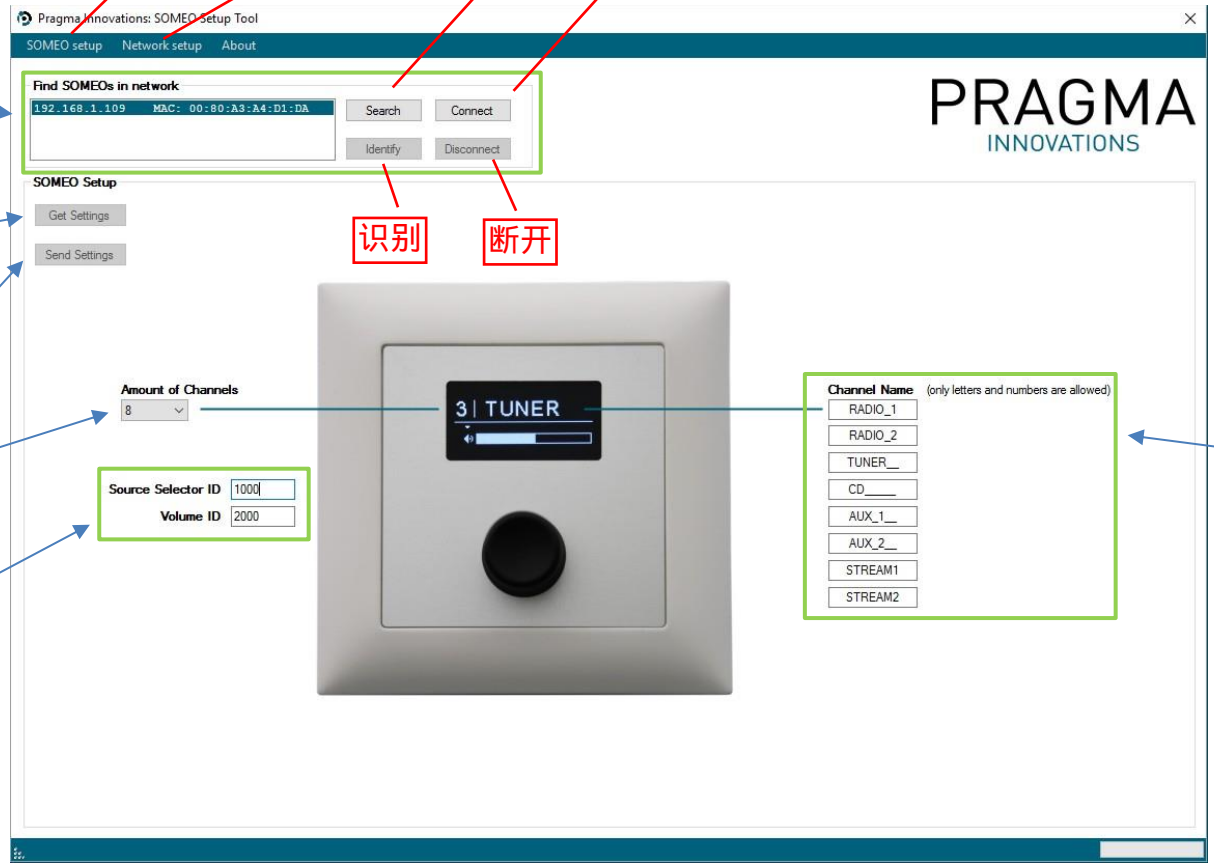 Pragma Innovations: SOMEO Setup Tool
SOMEO setup Network setup About
Find SOMEOs in network
192.168.1.109 MAC: 00:80:A3:A4:D1:DA
Search Connect
Identify Disconnect
PRAGMA
INNOVATIONS
SOMEO Setup
Get Settings
Send Settings
识别 断开
Amount of Channels
8
3| TUNER
Channel Name (only letters and numbers are allowed)
RADIO_1
RADIO_2
TUNER__
CD_____
AUX_1__
AUX_2__
STREAM1
STREAM2
Source Selector ID 1000
Volume ID 2000